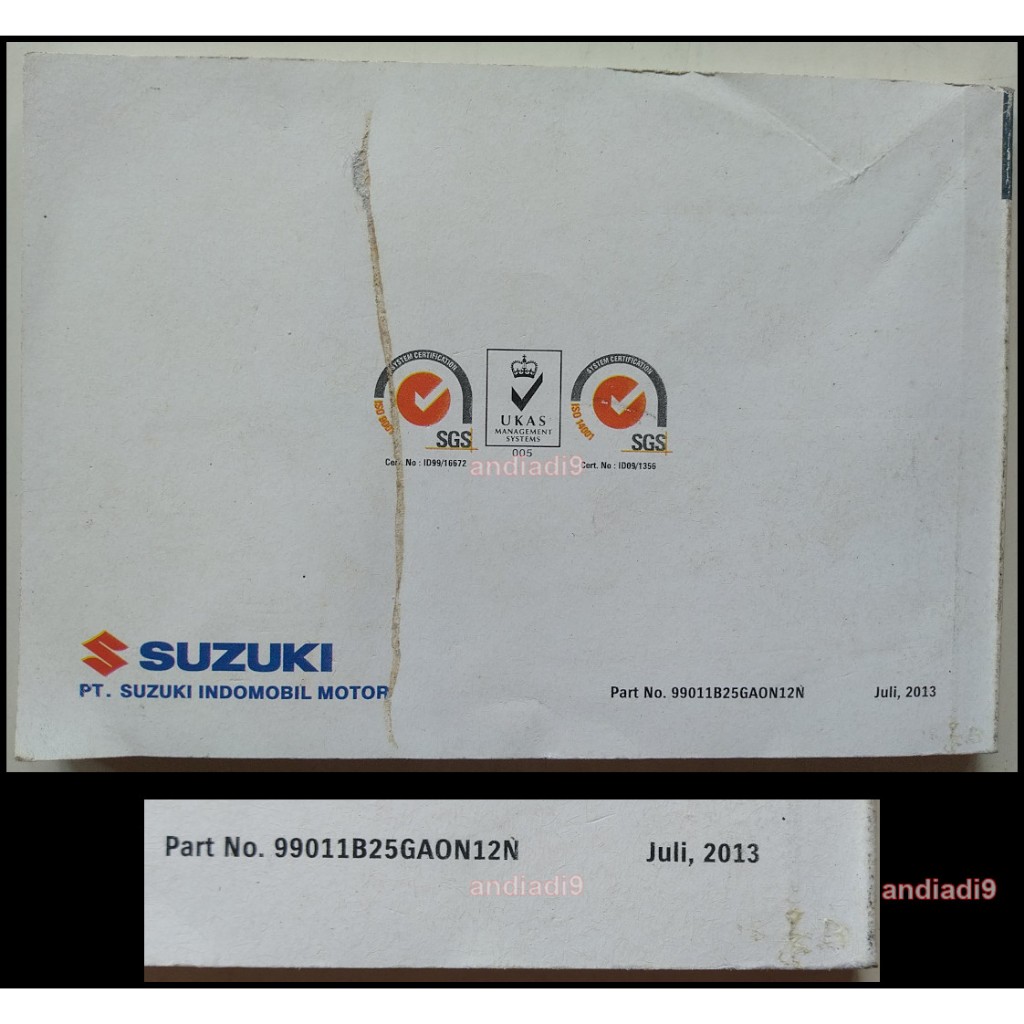 SYSTEM CERTIFICATION
ISO 9001
SGS
Cert. No : ID99/16672
UKAS
MANAGEMENT
SYSTEMS
005
SYSTEM CERTIFICATION
ISO 14001
SGS
Cert. No : ID09/1356
andiadi9
SUZUKI
PT. SUZUKI INDOMOBIL MOTOR
Part No. 99011B25GAON12N
Juli, 2013
Part No. 99011B25GAON12N
Juli, 2013
andiadi9
andiadi9